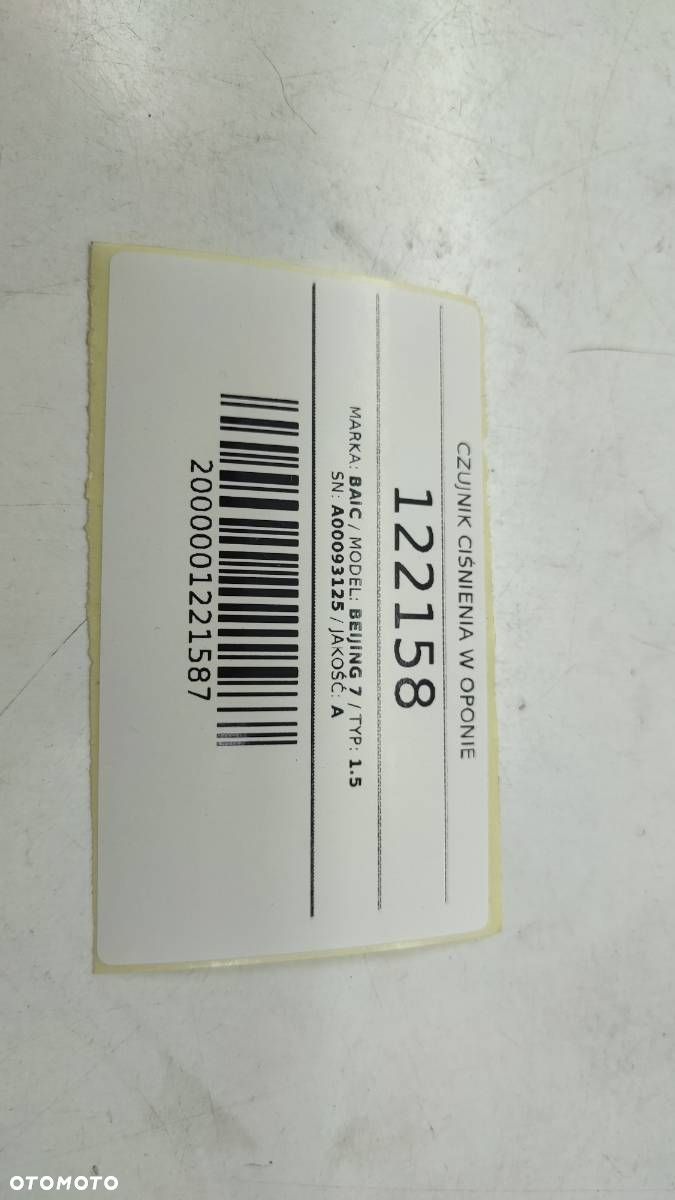 CZUJNIK CIŚNIENIA W OPONIE
122158
MARKA: BAIC / MODEL: BEIJING 7 / TYP: 1.5
SN: A00093125 / JAKOŚĆ: A
2000001221587
OTOMOTO